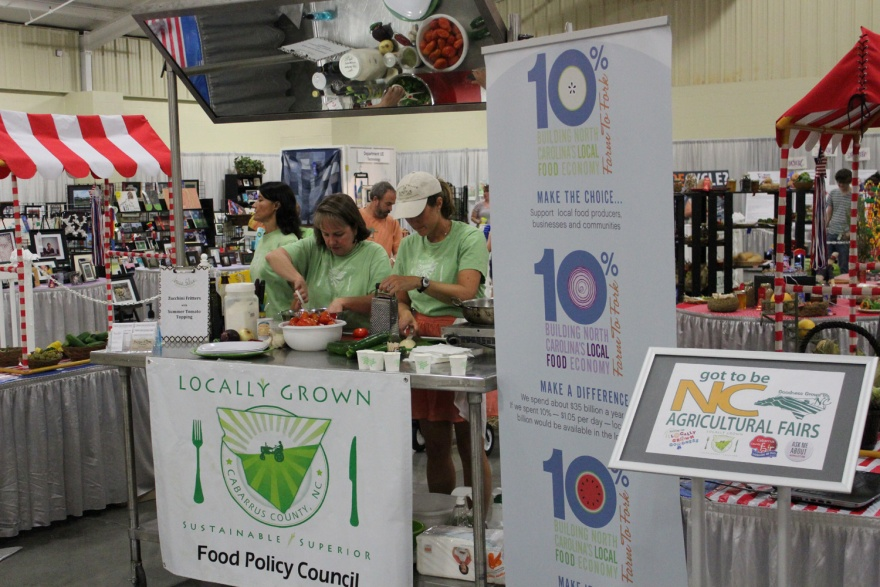 Zucchini Fritters
with
Summer Tomato
Topping
LOCALLY GROWN
CABARRUS COUNTY, NC
SUSTAINABLE SUPERIOR
Food Policy Council
10%
BUILDING NORTH
CAROLINA'S LOCAL
FOOD ECONOMY
Farm To Fork
MAKE THE CHOICE...
Support local food producers,
businesses and communities
10%
BUILDING NORTH
CAROLINA'S LOCAL
FOOD ECONOMY
Farm To Fork
MAKE A DIFFERENCE
We spend about $35 billion a
If we spent 10% — $1.05 per day —
billion would be available in the
10%
BUILDING NORTH
CAROLINA'S LOCAL
FOOD ECONOMY
Farm To Fork
MAKE
got to be
NC
AGRICULTURAL FAIRS
ASK ME
ABOUT